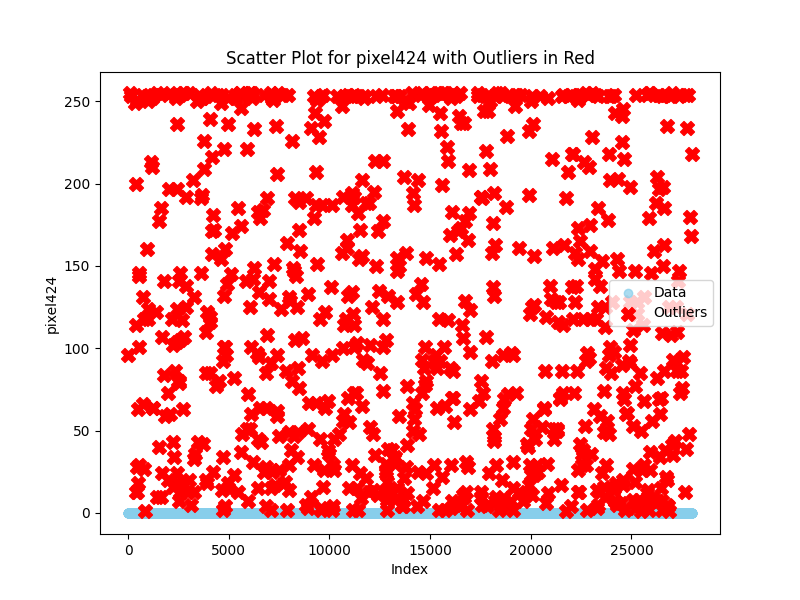 Scatter Plot for pixel424 with Outliers in Red
250
200
150
100
50
0
pixel424
Data
Outliers
0 5000 10000 15000 20000 25000
Index